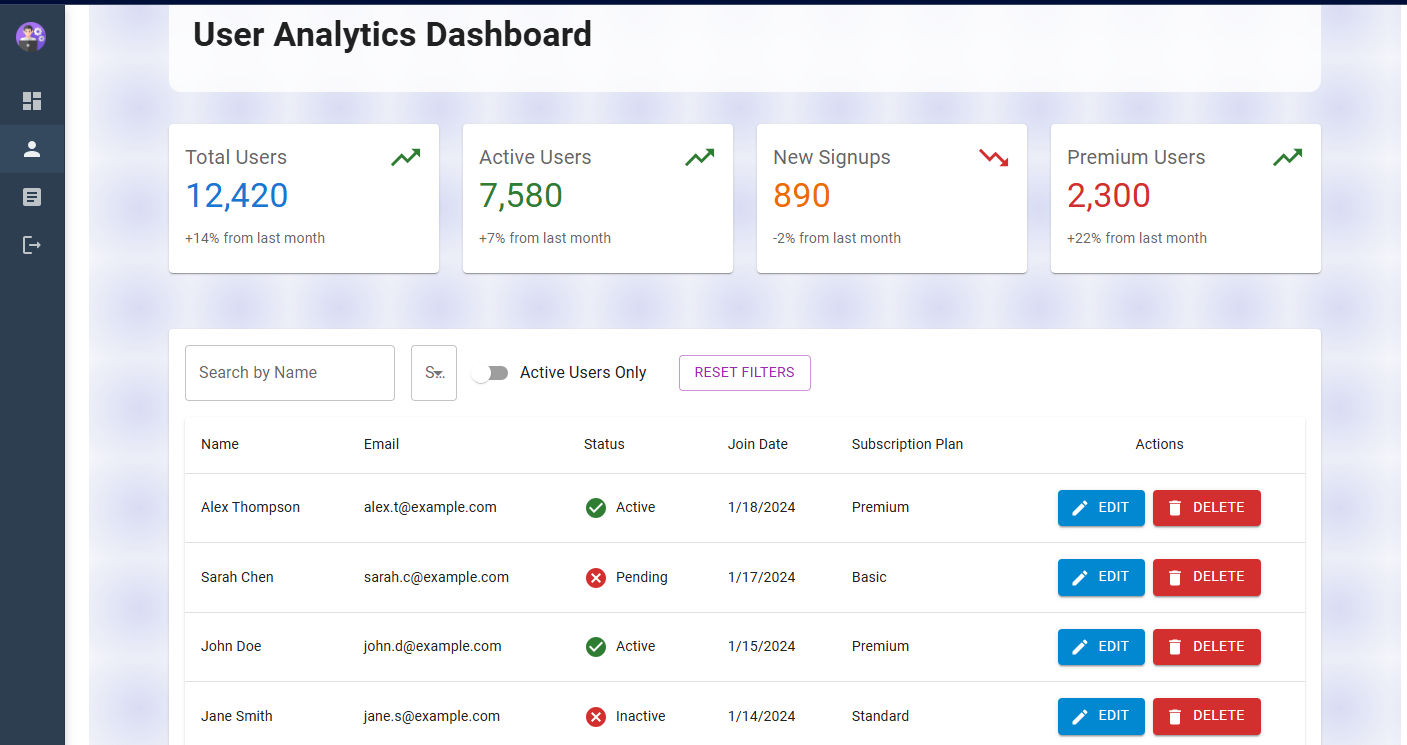 User Analytics Dashboard
Total Users
12,420
+14% from last month
Active Users
7,580
+7% from last month
New Signups
890
-2% from last month
Premium Users
2,300
+22% from last month
Search by Name S... Active Users Only RESET FILTERS
Name Email Status Join Date Subscription Plan Actions
Alex Thompson alex.t@example.com Active 1/18/2024 Premium EDIT DELETE
Sarah Chen sarah.c@example.com Pending 1/17/2024 Basic EDIT DELETE
John Doe john.d@example.com Active 1/15/2024 Premium EDIT DELETE
Jane Smith jane.s@example.com Inactive 1/14/2024 Standard EDIT DELETE